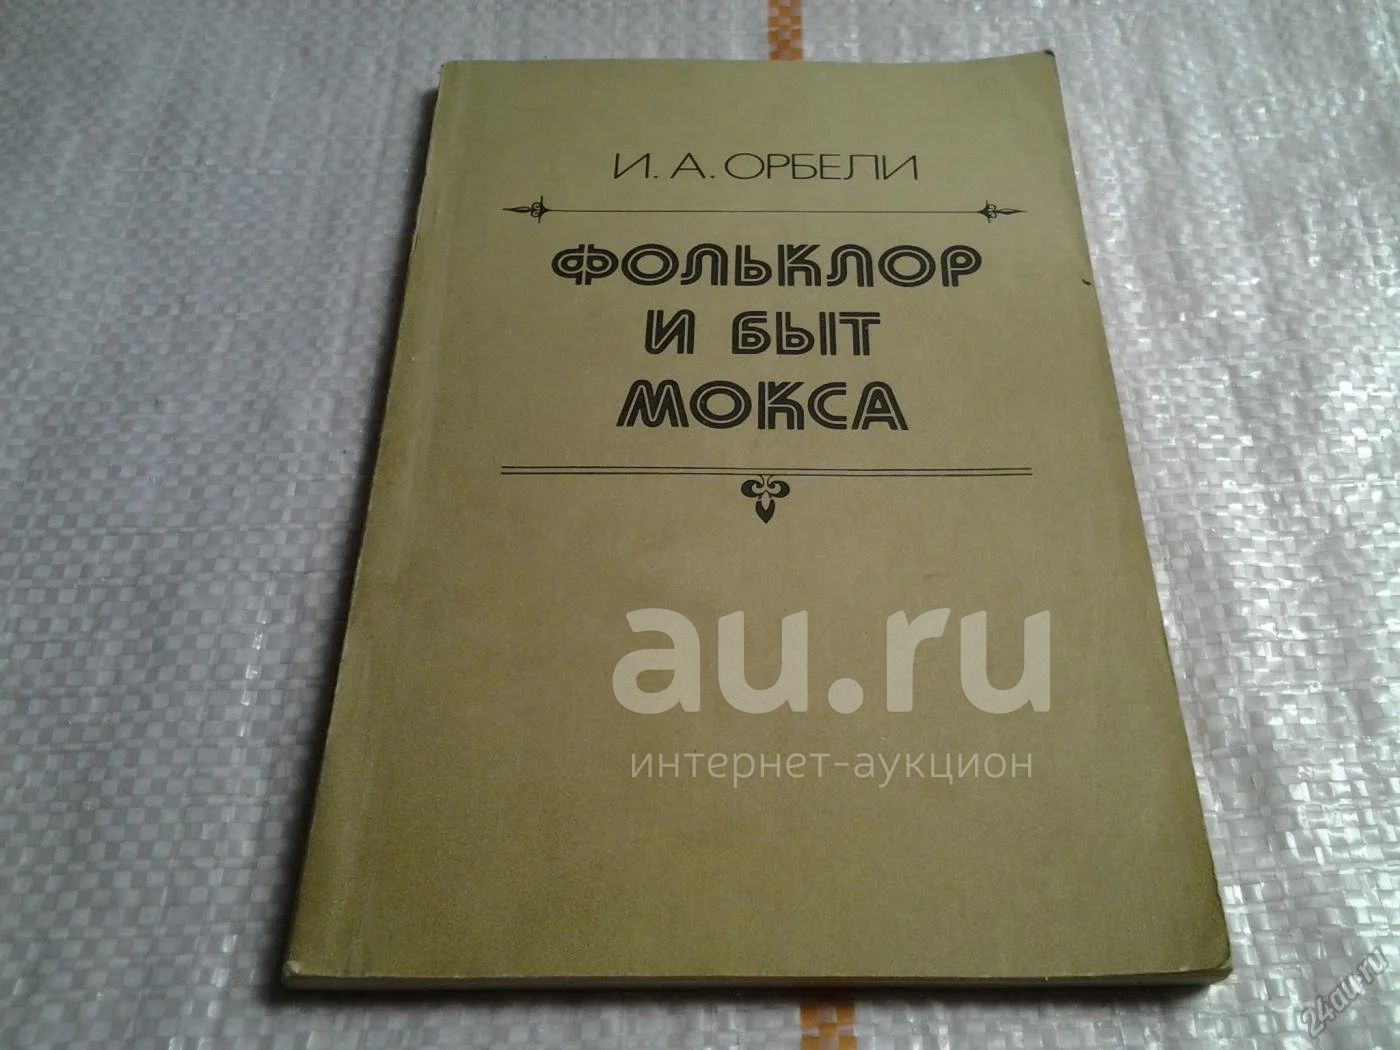 И. А. ОРБЕЛИ
ФОЛЬКЛОР
И БЫТ
МОКСА
au.ru
интернет-аукцион
24au.ru